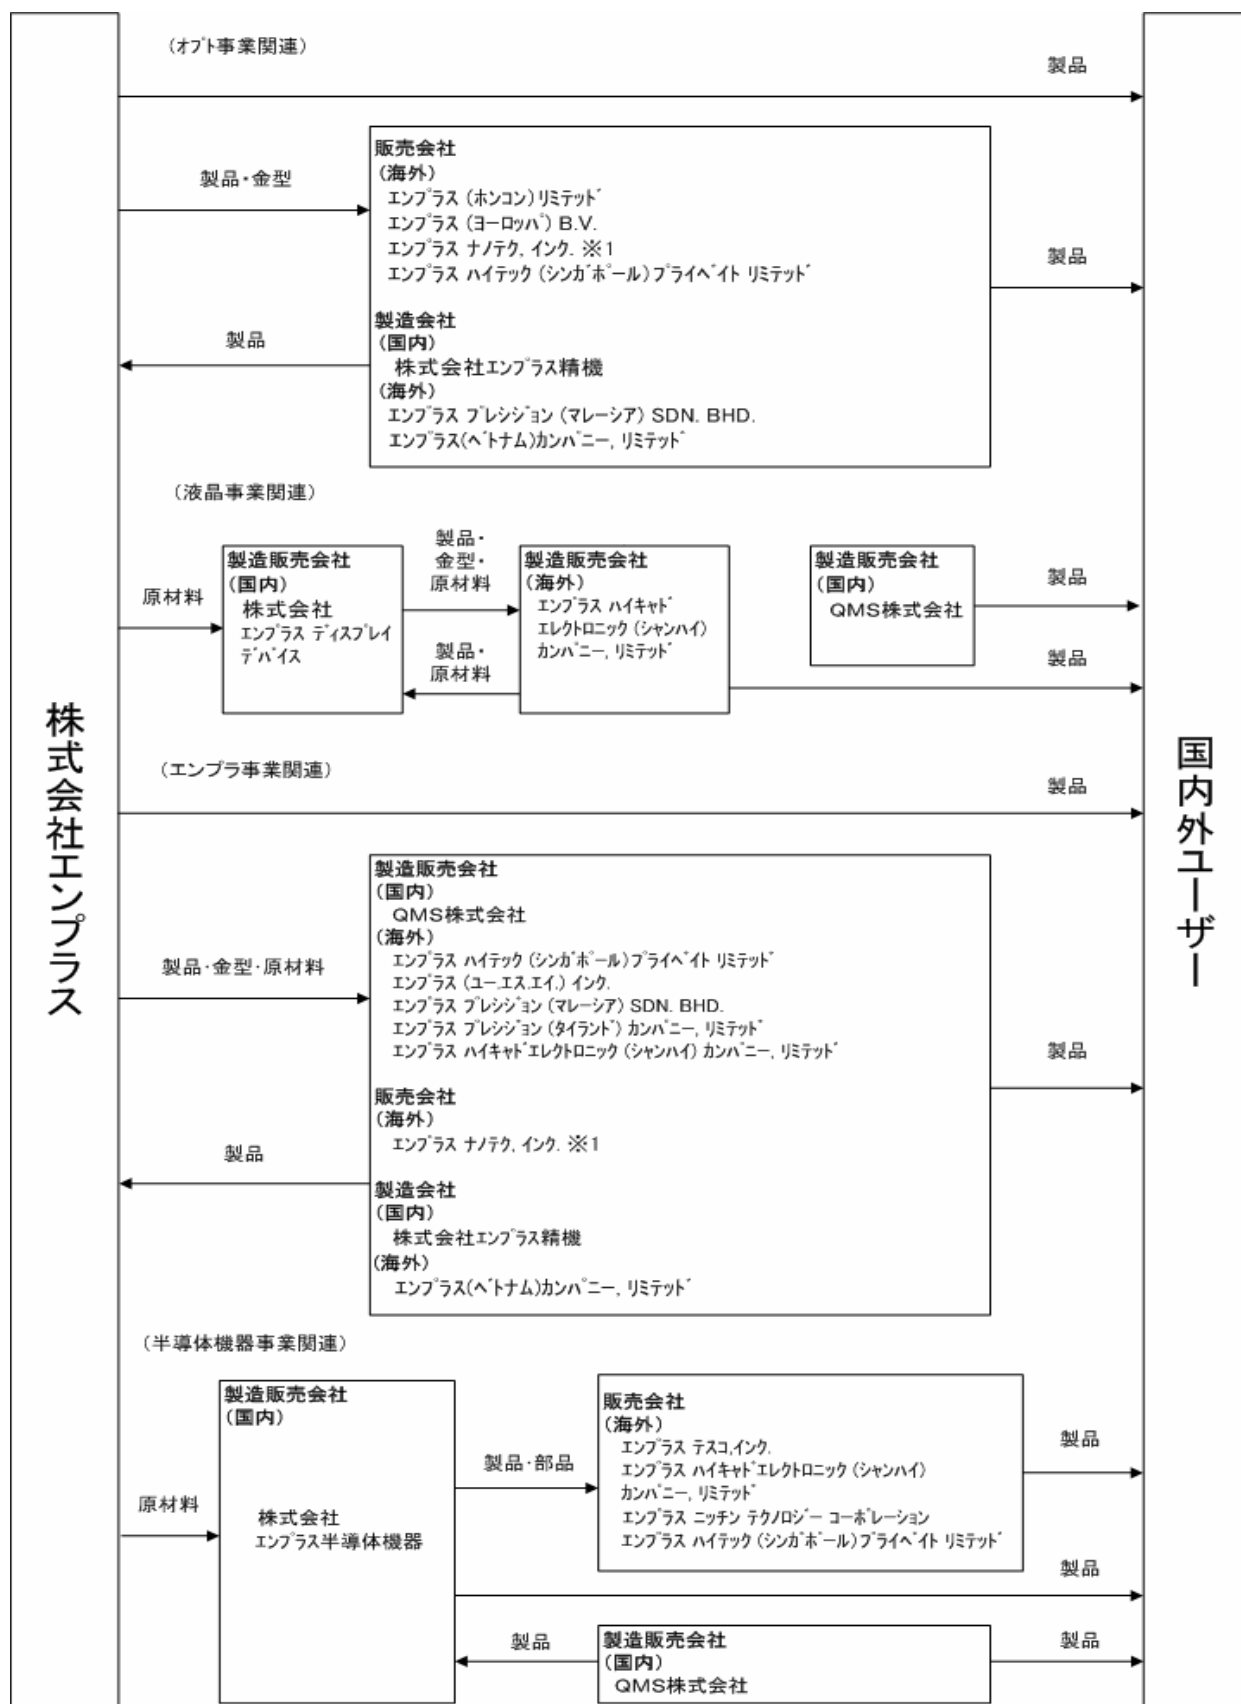 株式会社エンプラス
国内外ユーザー
（オプト事業関連）
製品
製品・金型
販売会社
（海外）
エンプラス（ホンコン）リミテッド
エンプラス（ヨーロッパ）B.V.
エンプラス ナノテク, インク. ※1
エンプラス ハイテック（シンガポール）プライベイト リミテッド
製品
製品
製造会社
（国内）
株式会社エンプラス精機
（海外）
エンプラス プレシジョン（マレーシア）SDN. BHD.
エンプラス(ベトナム)カンパニー, リミテッド
（液晶事業関連）
原材料
製造販売会社
（国内）
株式会社
エンプラス ディスプレイ
デバイス
製品・
金型・
原材料
製品・
原材料
製造販売会社
（海外）
エンプラス ハイキャド
エレクトロニック（シャンハイ）
カンパニー, リミテッド
製造販売会社
（国内）
QMS株式会社
製品
製品
（エンプラ事業関連）
製品
製品・金型・原材料
製造販売会社
（国内）
QMS株式会社
（海外）
エンプラス ハイテック（シンガポール）プライベイト リミテッド
エンプラス（ユー.エス.エイ.）インク.
エンプラス プレシジョン（マレーシア）SDN. BHD.
エンプラス プレシジョン（タイランド）カンパニー, リミテッド
エンプラス ハイキャド エレクトロニック（シャンハイ）カンパニー, リミテッド
製品
販売会社
（海外）
エンプラス ナノテク, インク. ※1
製品
製造会社
（国内）
株式会社エンプラス精機
（海外）
エンプラス(ベトナム)カンパニー, リミテッド
（半導体機器事業関連）
原材料
製造販売会社
（国内）
株式会社
エンプラス半導体機器
製品・部品
販売会社
（海外）
エンプラス テスコ,インク.
エンプラス ハイキャド エレクトロニック（シャンハイ）
カンパニー, リミテッド
エンプラス ニッチン テクノロジー コーポレーション
エンプラス ハイテック（シンガポール）プライベイト リミテッド
製品
製品
製品
製造販売会社
（国内）
QMS株式会社
製品